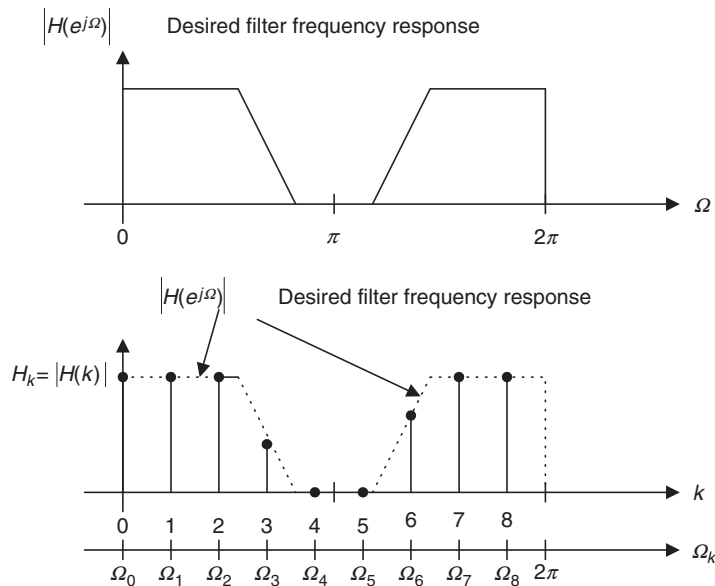 |H(e^{jΩ})| Desired filter frequency response
Ω
0 π 2π
|H(e^{jΩ})| Desired filter frequency response
H_k = |H(k)|
k
0 1 2 3 4 5 6 7 8
Ω_k
Ω_0 Ω_1 Ω_2 Ω_3 Ω_4 Ω_5 Ω_6 Ω_7 Ω_8 2π